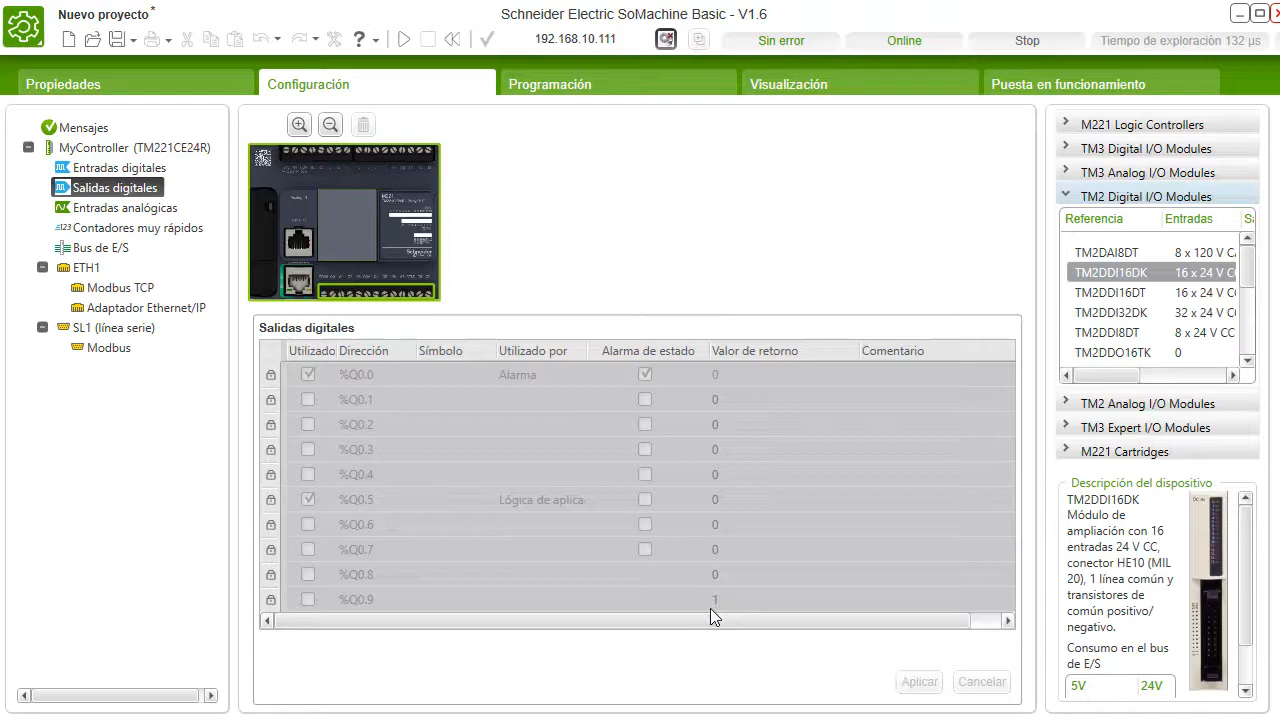 Nuevo proyecto *
Schneider Electric SoMachine Basic - V1.6
192.168.10.111
Sin error
Online
Stop
Tiempo de exploración 132 µs
Propiedades
Configuración
Programación
Visualización
Puesta en funcionamiento
Mensajes
MyController (TM221CE24R)
Entradas digitales
Salidas digitales
Entradas analógicas
Contadores muy rápidos
Bus de E/S
ETH1
Modbus TCP
Adaptador Ethernet/IP
SL1 (línea serie)
Modbus
Salidas digitales
Utilizado Dirección Símbolo Utilizado por Alarma de estado Valor de retorno Comentario
%Q0.0 Alarma 0
%Q0.1 0
%Q0.2 0
%Q0.3 0
%Q0.4 0
%Q0.5 Lógica de aplica 0
%Q0.6 0
%Q0.7 0
%Q0.8 0
%Q0.9 1
Aplicar
Cancelar
M221 Logic Controllers
TM3 Digital I/O Modules
TM3 Analog I/O Modules
TM2 Digital I/O Modules
Referencia Entradas Sa
TM2DAI8DT 8 x 120 V C
TM2DDI16DK 16 x 24 V C
TM2DDI16DT 16 x 24 V C
TM2DDI32DK 32 x 24 V C
TM2DDI8DT 8 x 24 V CC
TM2DDO16TK 0
TM2 Analog I/O Modules
TM3 Expert I/O Modules
M221 Cartridges
Descripción del dispositivo
TM2DDI16DK
Módulo de
ampliación con 16
entradas 24 V CC,
conector HE10 (MIL
20), 1 línea común y
transistores de
común positivo/
negativo.
Consumo en el bus
de E/S
5V 24V